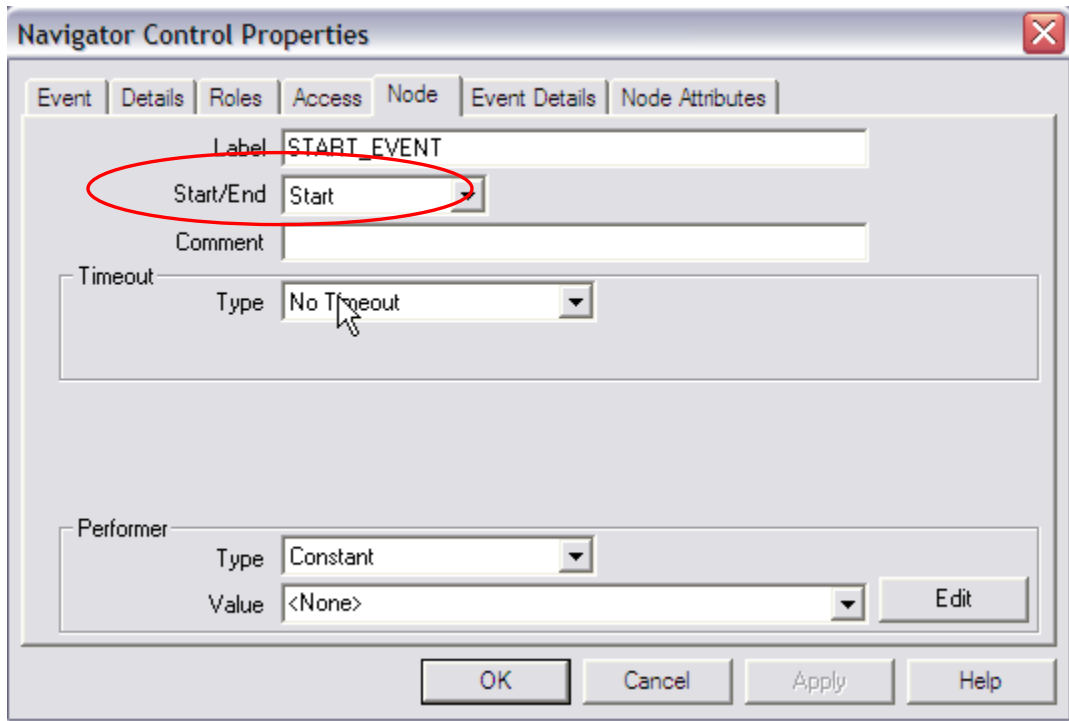 Navigator Control Properties
Event Details Roles Access Node Event Details Node Attributes
Label START_EVENT
Start/End Start
Comment
Timeout
Type No Timeout
Performer
Type Constant
Value <None> Edit
OK Cancel Apply Help